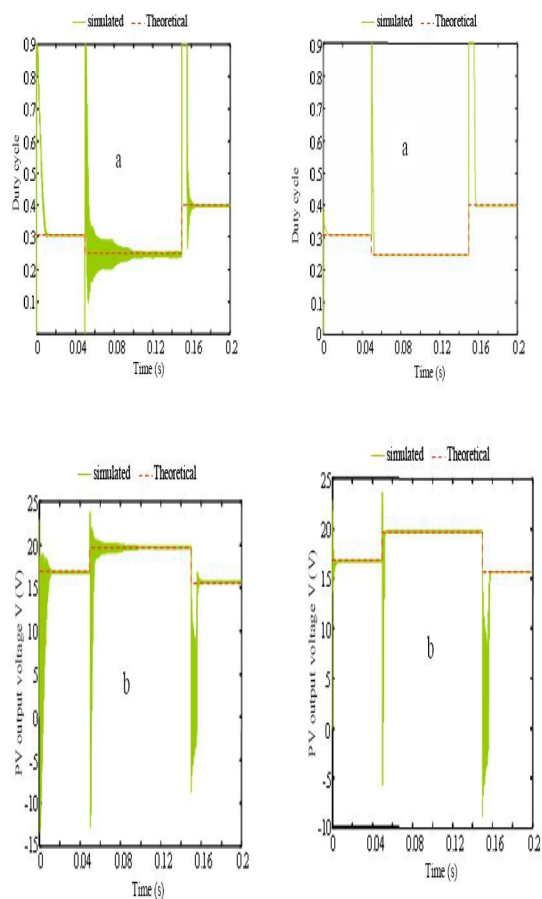 simulated Theoretical
0.9
0.8
0.7
0.6
0.5
0.4
0.3
0.2
0.1
Duty cycle
a
0 0.04 0.08 0.12 0.16 0.2
Time (s)
simulated Theoretical
0.9
0.8
0.7
0.6
0.5
0.4
0.3
0.2
0.1
Duty cycle
a
0 0.04 0.08 0.12 0.16 0.2
Time (s)
simulated Theoretical
25
20
15
10
5
0
-5
-10
-15
PV output voltage V (V)
b
0 0.04 0.08 0.12 0.16 0.2
Time (s)
simulated Theoretical
25
20
15
10
5
0
-5
-10
PV output voltage V (V)
b
0 0.04 0.08 0.12 0.16 0.2
Time (s)